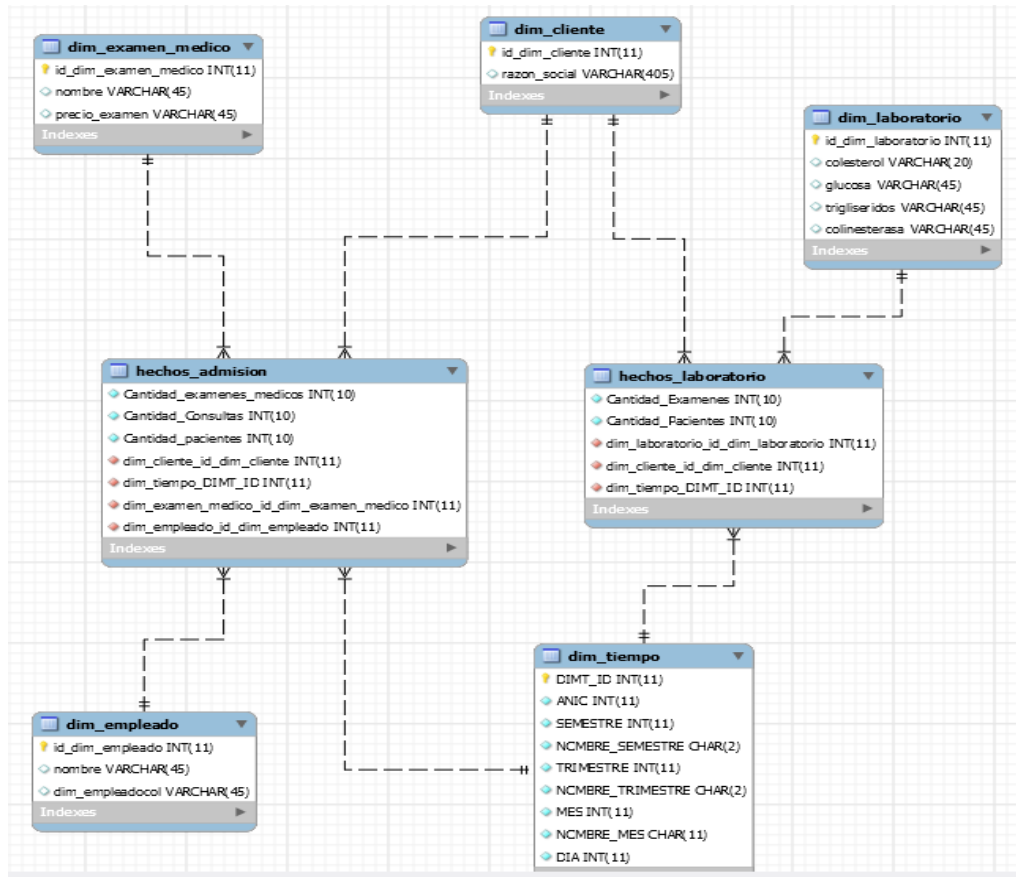 dim_examen_medico
id_dim_examen_medico INT(11)
nombre VARCHAR(45)
precio_examen VARCHAR(45)
Indexes
dim_cliente
id_dim_cliente INT(11)
razon_social VARCHAR(405)
Indexes
dim_laboratorio
id_dim_laboratorio INT(11)
colesterol VARCHAR(20)
glucosa VARCHAR(45)
trigliseridos VARCHAR(45)
colinesterasa VARCHAR(45)
Indexes
hechos_admision
Cantidad_examenes_medicos INT(10)
Cantidad_Consultas INT(10)
Cantidad_pacientes INT(10)
dim_cliente_id_dim_cliente INT(11)
dim_tiempo_DIMT_ID INT(11)
dim_examen_medico_id_dim_examen_medico INT(11)
dim_empleado_id_dim_empleado INT(11)
Indexes
hechos_laboratorio
Cantidad_Examenes INT(10)
Cantidad_Pacientes INT(10)
dim_laboratorio_id_dim_laboratorio INT(11)
dim_cliente_id_dim_cliente INT(11)
dim_tiempo_DIMT_ID INT(11)
Indexes
dim_empleado
id_dim_empleado INT(11)
nombre VARCHAR(45)
dim_empleadocol VARCHAR(45)
Indexes
dim_tiempo
DIMT_ID INT(11)
ANIO INT(11)
SEMESTRE INT(11)
NOMBRE_SEMESTRE CHAR(2)
TRIMESTRE INT(11)
NOMBRE_TRIMESTRE CHAR(2)
MES INT(11)
NOMBRE_MES CHAR(11)
DIA INT(11)